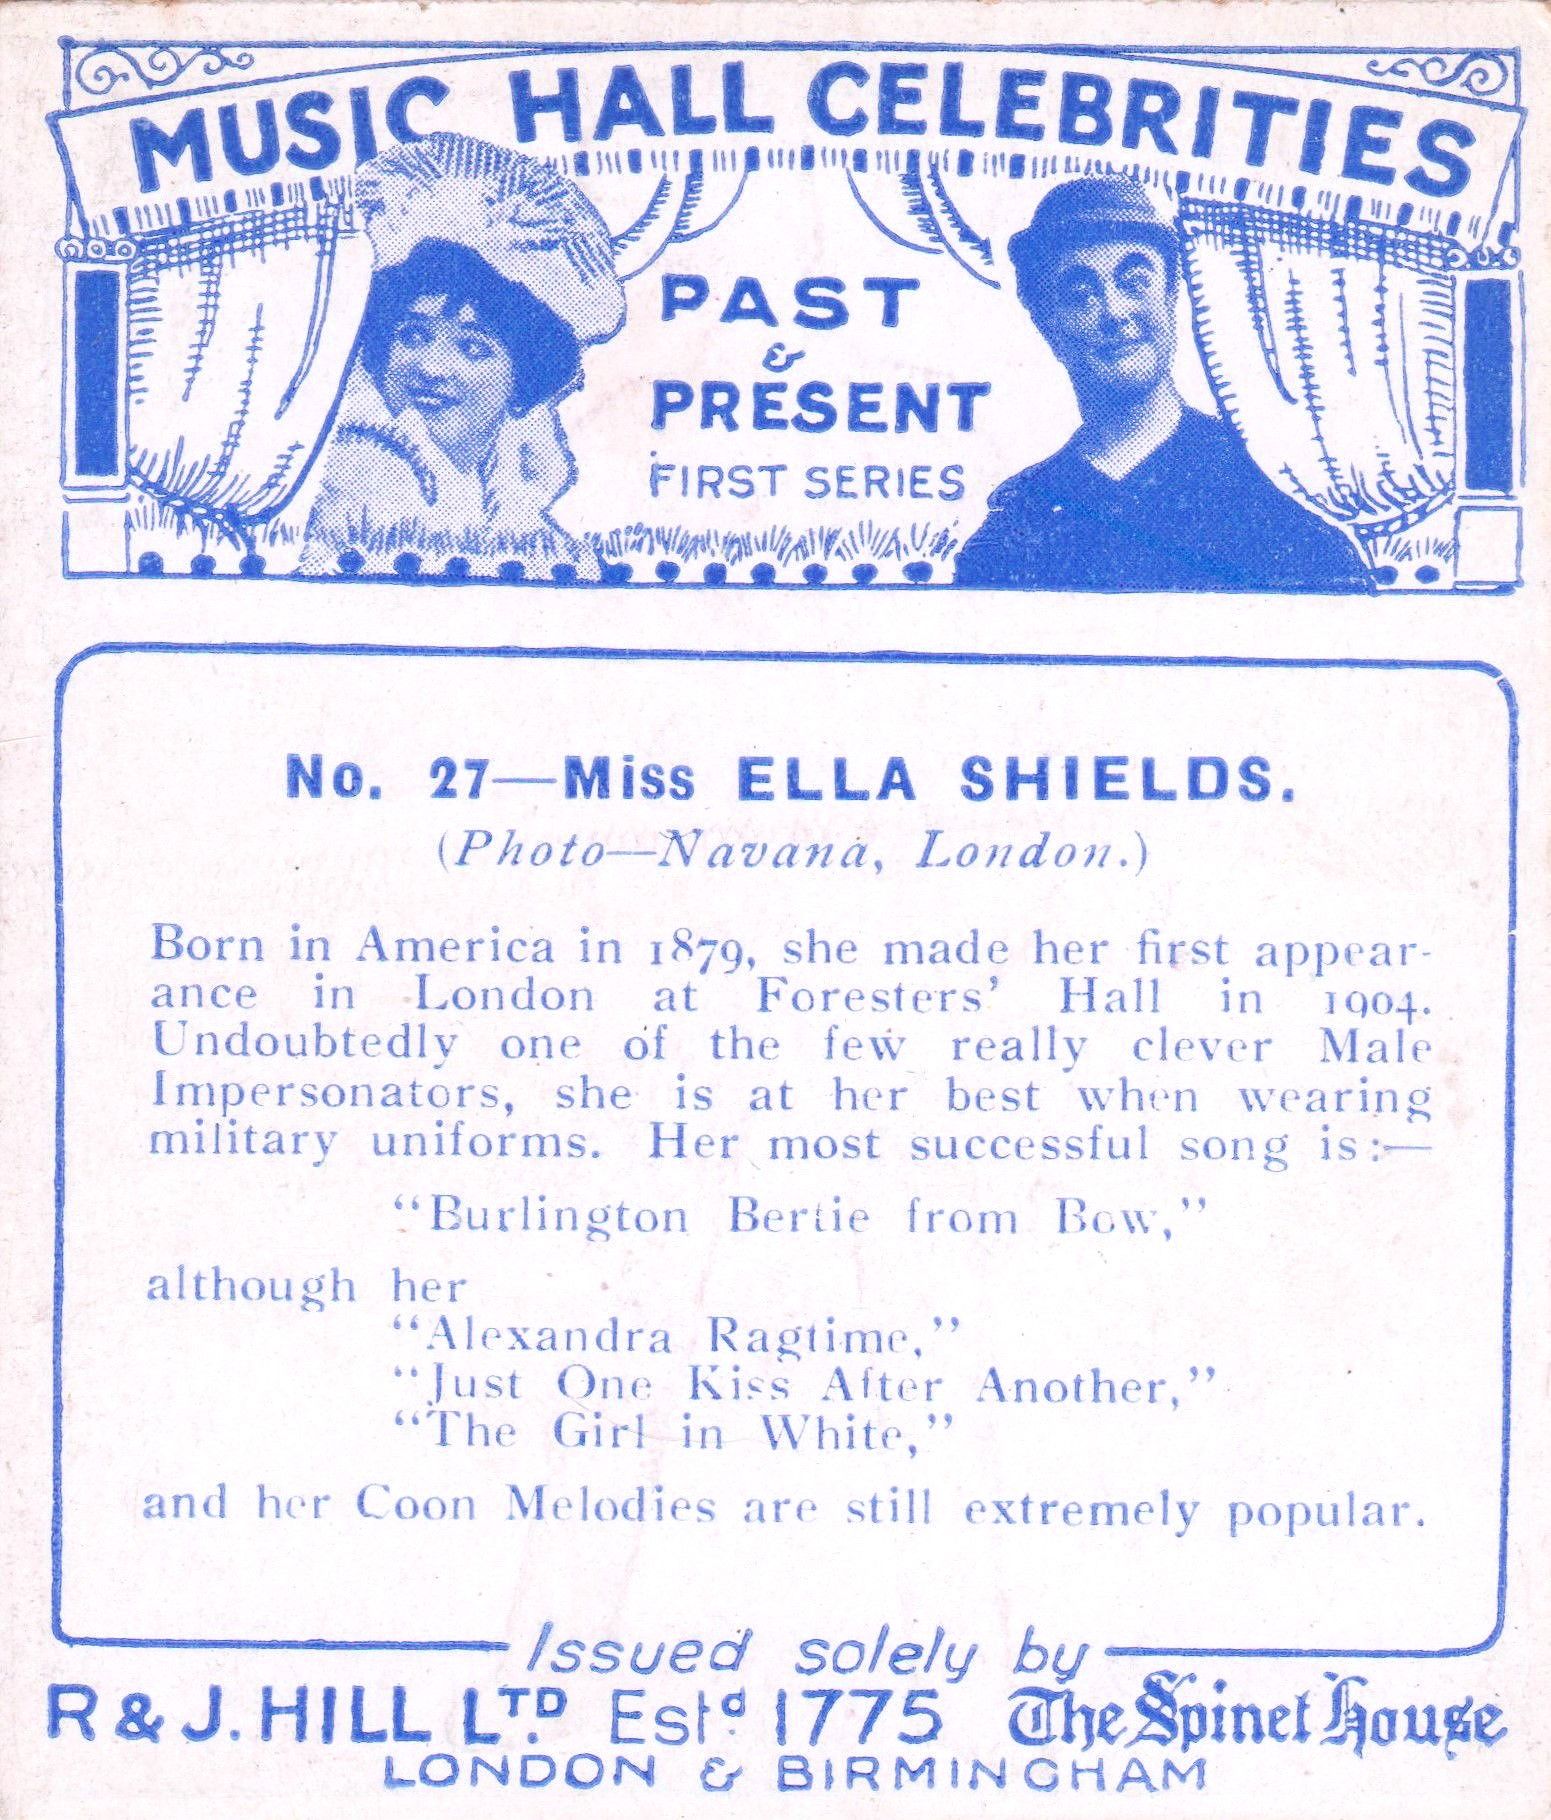 MUSIC HALL CELEBRITIES
PAST
&
PRESENT
FIRST SERIES
No. 27—Miss ELLA SHIELDS.
(Photo—Navana, London.)
Born in America in 1879, she made her first appear-
ance in London at Foresters' Hall in 1904.
Undoubtedly one of the few really clever Male
Impersonators, she is at her best when wearing
military uniforms. Her most successful song is:—
"Burlington Bertie from Bow,"
although her
"Alexandra Ragtime,"
"Just One Kiss After Another,"
"The Girl in White,"
and her Coon Melodies are still extremely popular.
Issued solely by
R & J. HILL LTD. Estd. 1775 The Spinet House
LONDON & BIRMINGHAM